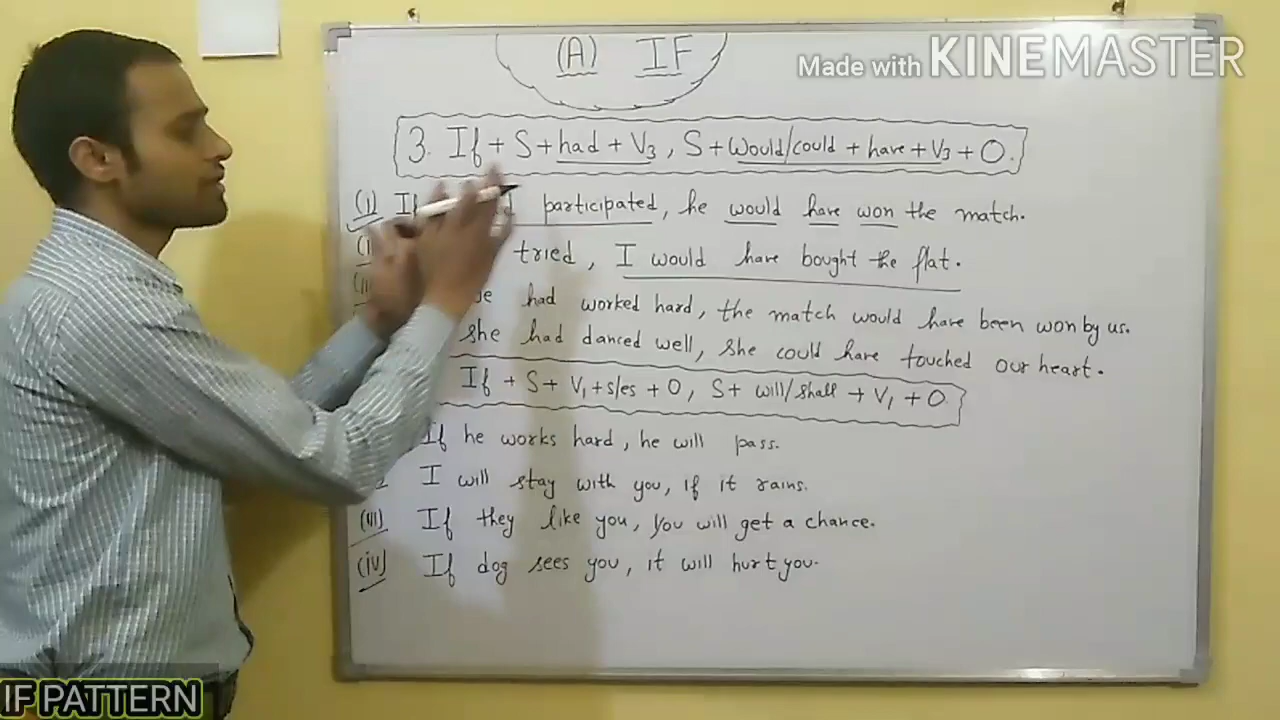 (A) IF
Made with KINEMASTER
3. If + S + had + V3, S + would/could + have + V3 + O.
(i) If participated, he would have won the match.
tried, I would have bought the flat.
had worked hard, the match would have been won by us.
she had danced well, she could have touched our heart.
If + S + V1 + s/es + O, S + will/shall + V1 + O
If he works hard, he will pass.
I will stay with you, if it rains.
(iii) If they like you, you will get a chance.
(iv) If dog sees you, it will hurt you.
IF PATTERN